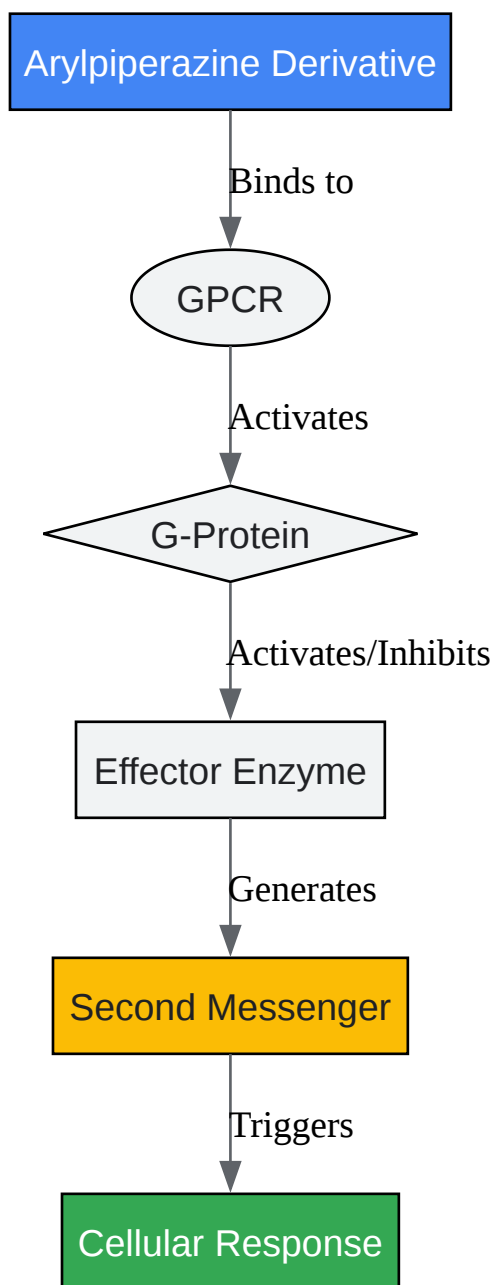 Arylpiperazine Derivative
Binds to
GPCR
Activates
G-Protein
Activates/Inhibits
Effector Enzyme
Generates
Second Messenger
Triggers
Cellular Response